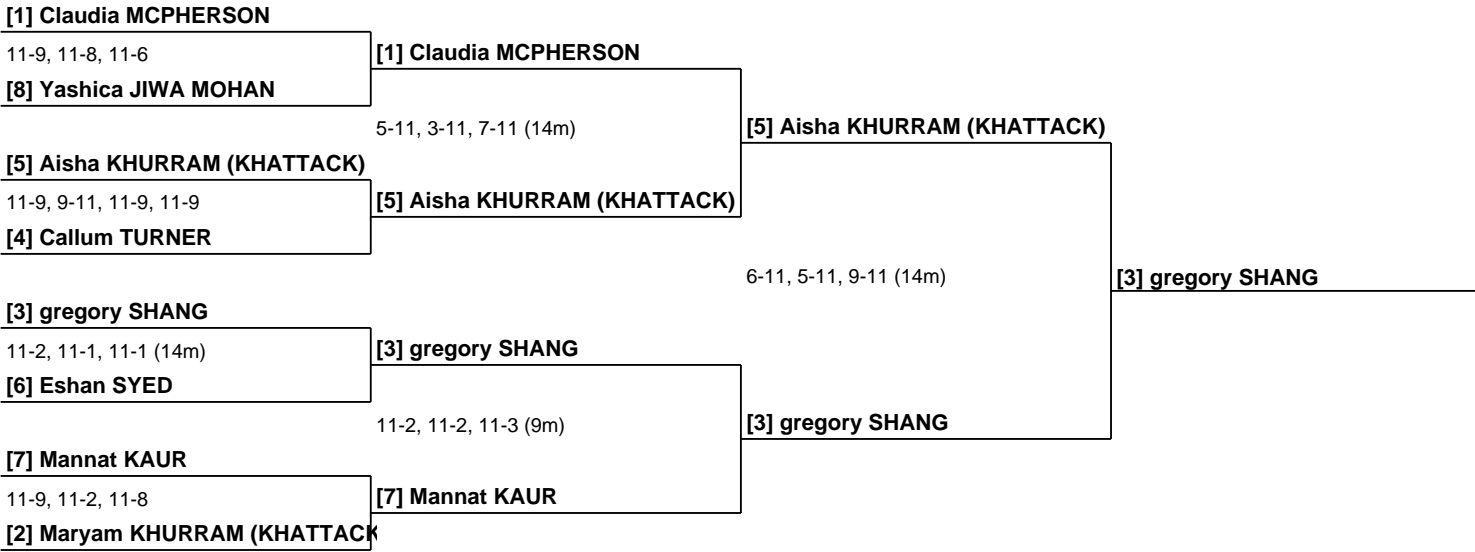 [1] Claudia MCPHERSON
11-9, 11-8, 11-6
[8] Yashica JIWA MOHAN
[5] Aisha KHURRAM (KHATTACK)
11-9, 9-11, 11-9, 11-9
[4] Callum TURNER
[3] gregory SHANG
11-2, 11-1, 11-1 (14m)
[6] Eshan SYED
[7] Mannat KAUR
11-9, 11-2, 11-8
[2] Maryam KHURRAM (KHATTACK
[1] Claudia MCPHERSON
5-11, 3-11, 7-11 (14m)
[5] Aisha KHURRAM (KHATTACK)
[3] gregory SHANG
11-2, 11-2, 11-3 (9m)
[7] Mannat KAUR
[5] Aisha KHURRAM (KHATTACK)
6-11, 5-11, 9-11 (14m)
[3] gregory SHANG
[3] gregory SHANG